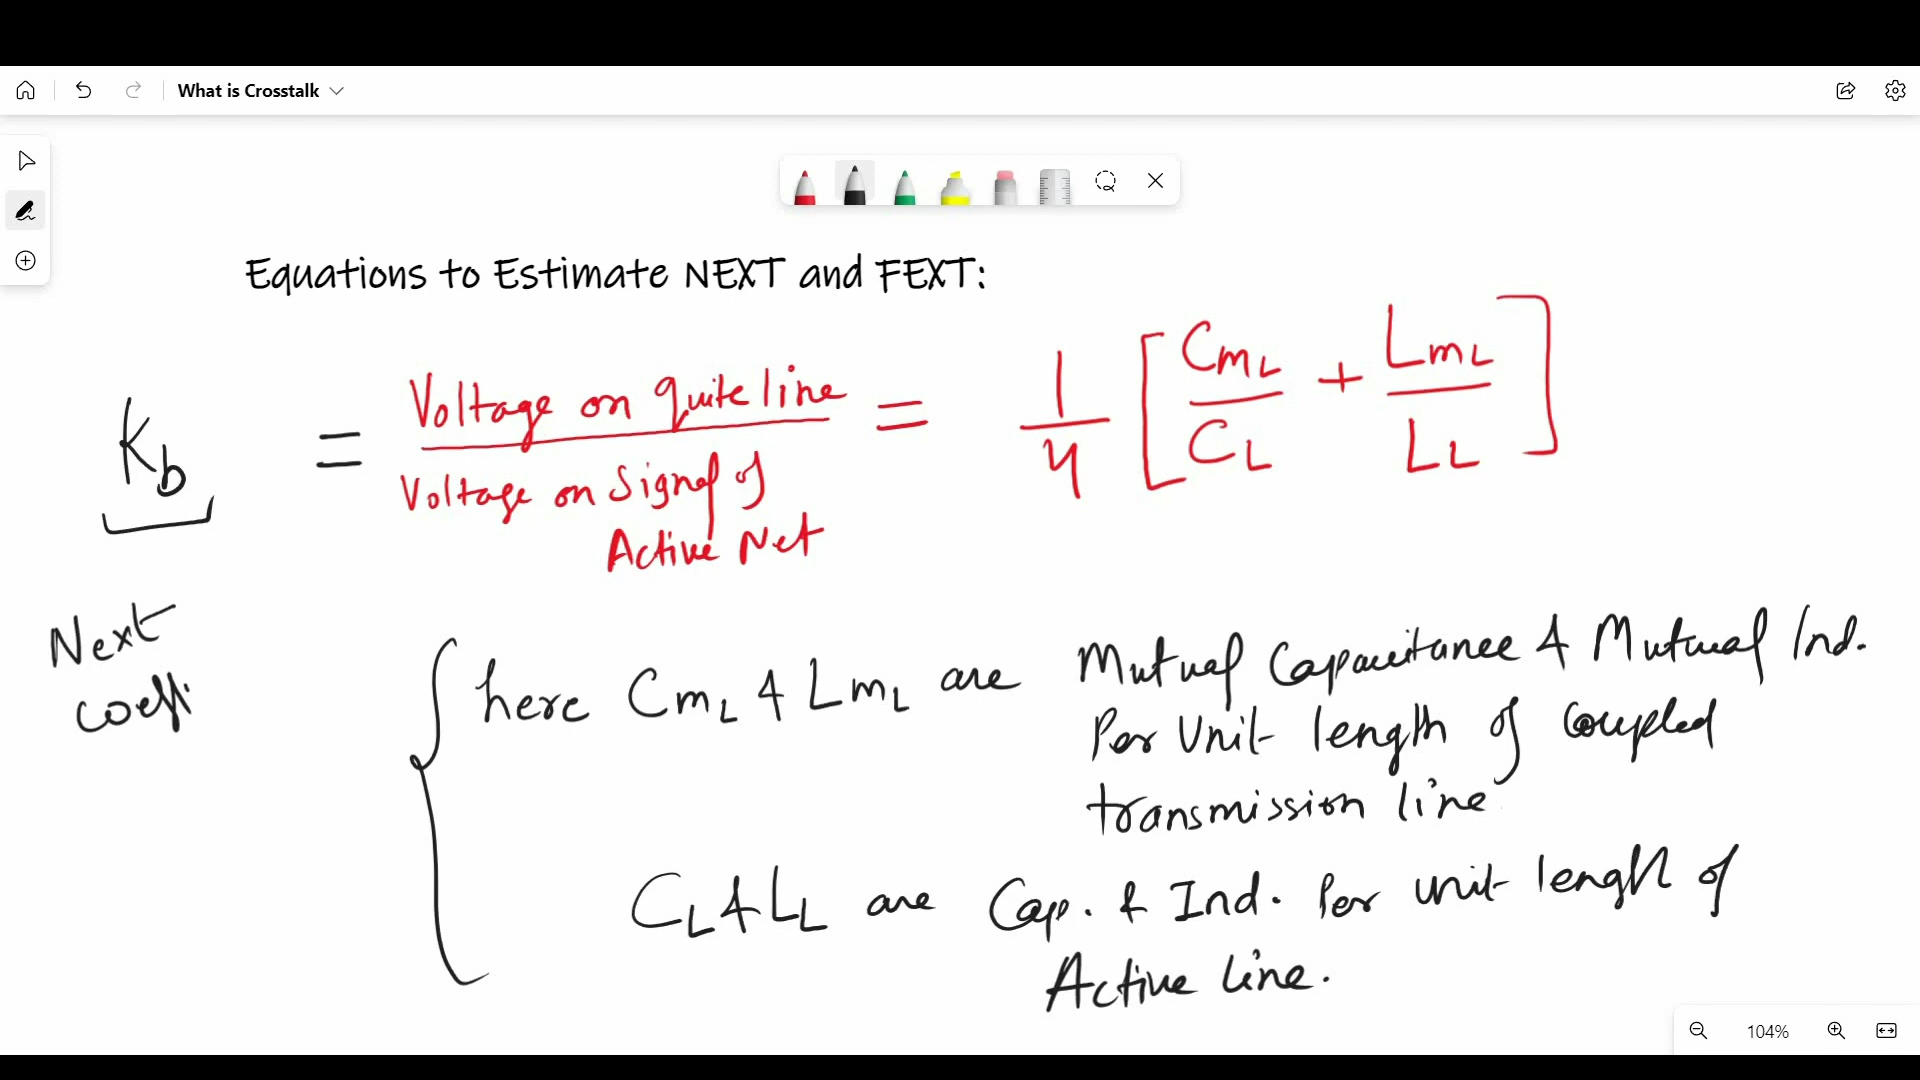 What is Crosstalk
Equations to Estimate NEXT and FEXT:
Kb = Voltage on quite line / Voltage on Signal of Active Net = 1/4 [ CmL/CL + LmL/LL ]
Next
coeffi
here CmL & LmL are Mutual Capacitance & Mutual Ind.
Per Unit length of Coupled
transmission line
CL & LL are Cap. & Ind. Per unit length of
Active line.
104%